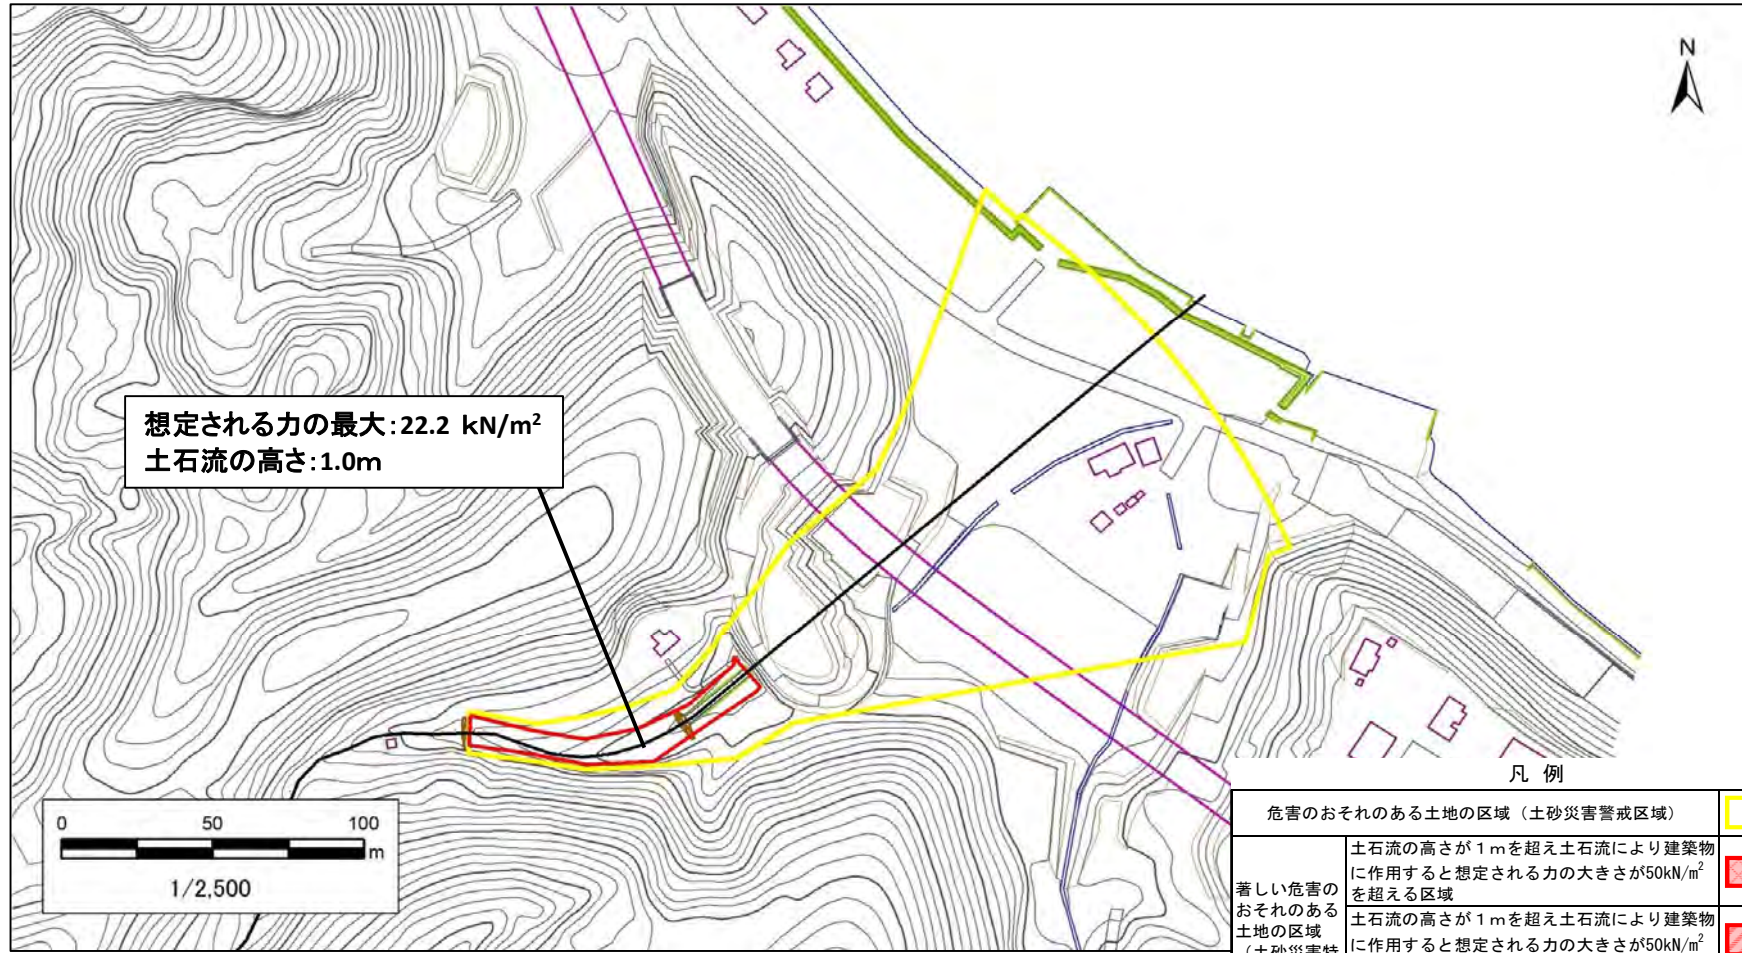 N
想定される力の最大:22.2 kN/m²
土石流の高さ:1.0m
0 50 100
m
1/2,500
凡 例
危害のおそれのある土地の区域（土砂災害警戒区域）
土石流の高さが１ｍを超え土石流により建築物
に作用すると想定される力の大きさが50kN/m²
を超える区域
著しい危害の
おそれのある
土地の区域
（土砂災害特
土石流の高さが１ｍを超え土石流により建築物
に作用すると想定される力の大きさが50kN/m²